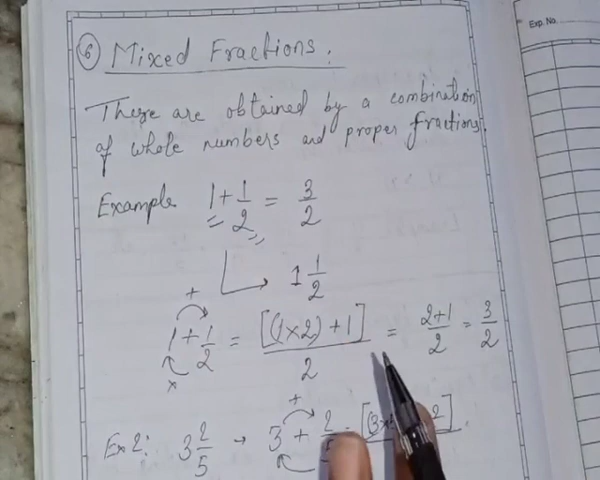 Exp. No.
6 Mixed Fractions.
These are obtained by a combination
of whole numbers and proper fractions.
Example 1 + 1/2 = 3/2
1 1/2
1 + 1/2 = [(1×2) + 1]/2 = 2+1/2 = 3/2
+
×
+
Ex 2: 3 2/5 → 3 + 2/5 = [(3× 2]